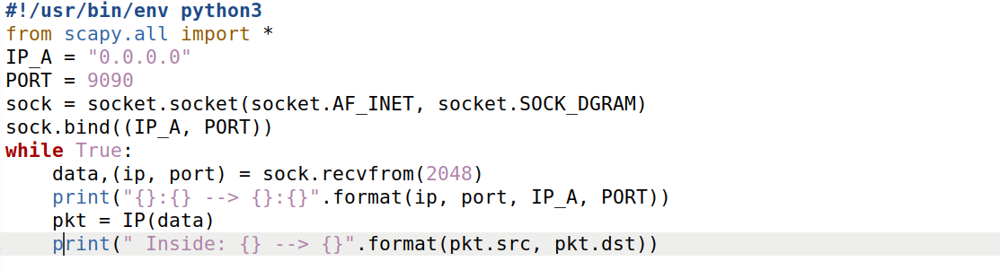 #!/usr/bin/env python3
from scapy.all import *
IP_A = "0.0.0.0"
PORT = 9090
sock = socket.socket(socket.AF_INET, socket.SOCK_DGRAM)
sock.bind((IP_A, PORT))
while True:
    data,(ip, port) = sock.recvfrom(2048)
    print("{}:{} --> {}:{}".format(ip, port, IP_A, PORT))
    pkt = IP(data)
    print(" Inside: {} --> {}".format(pkt.src, pkt.dst))